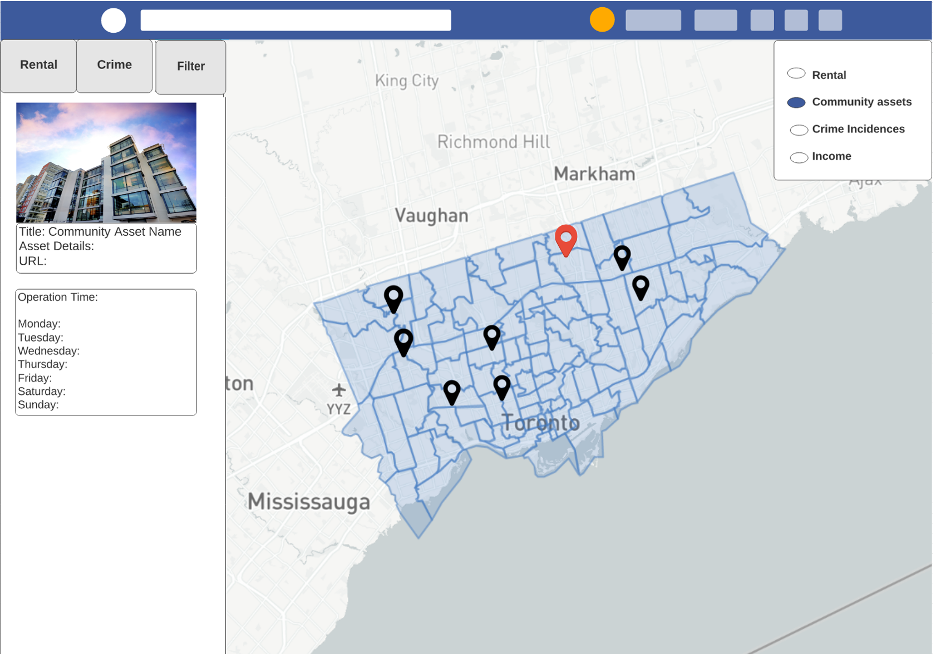 Rental
Crime
Filter
Title: Community Asset Name
Asset Details:
URL:
Operation Time:
Monday:
Tuesday:
Wednesday:
Thursday:
Friday:
Saturday:
Sunday:
King City
Richmond Hill
Markham
Vaughan
Ajax
ton
YYZ
Toronto
Mississauga
Rental
Community assets
Crime Incidences
Income